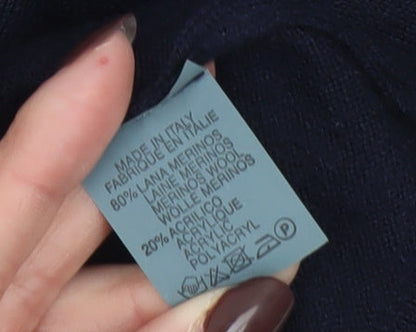 MADE IN ITALY
FABRIQUE EN ITALIE
80% LANA MERINOS
LAINE MERINOS
MERINOS WOOL
WOLLE MERINOS
20% ACRILICO
ACRYLIQUE
ACRYLIC
POLYACRYL
P